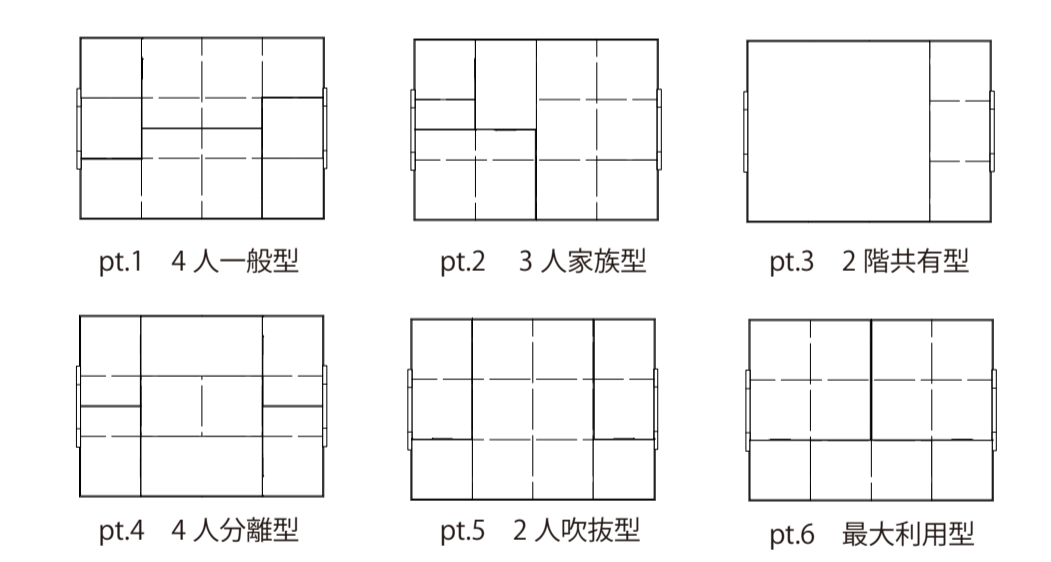 pt.1 4人一般型
pt.2 3人家族型
pt.3 2階共有型
pt.4 4人分離型
pt.5 2人吹抜型
pt.6 最大利用型